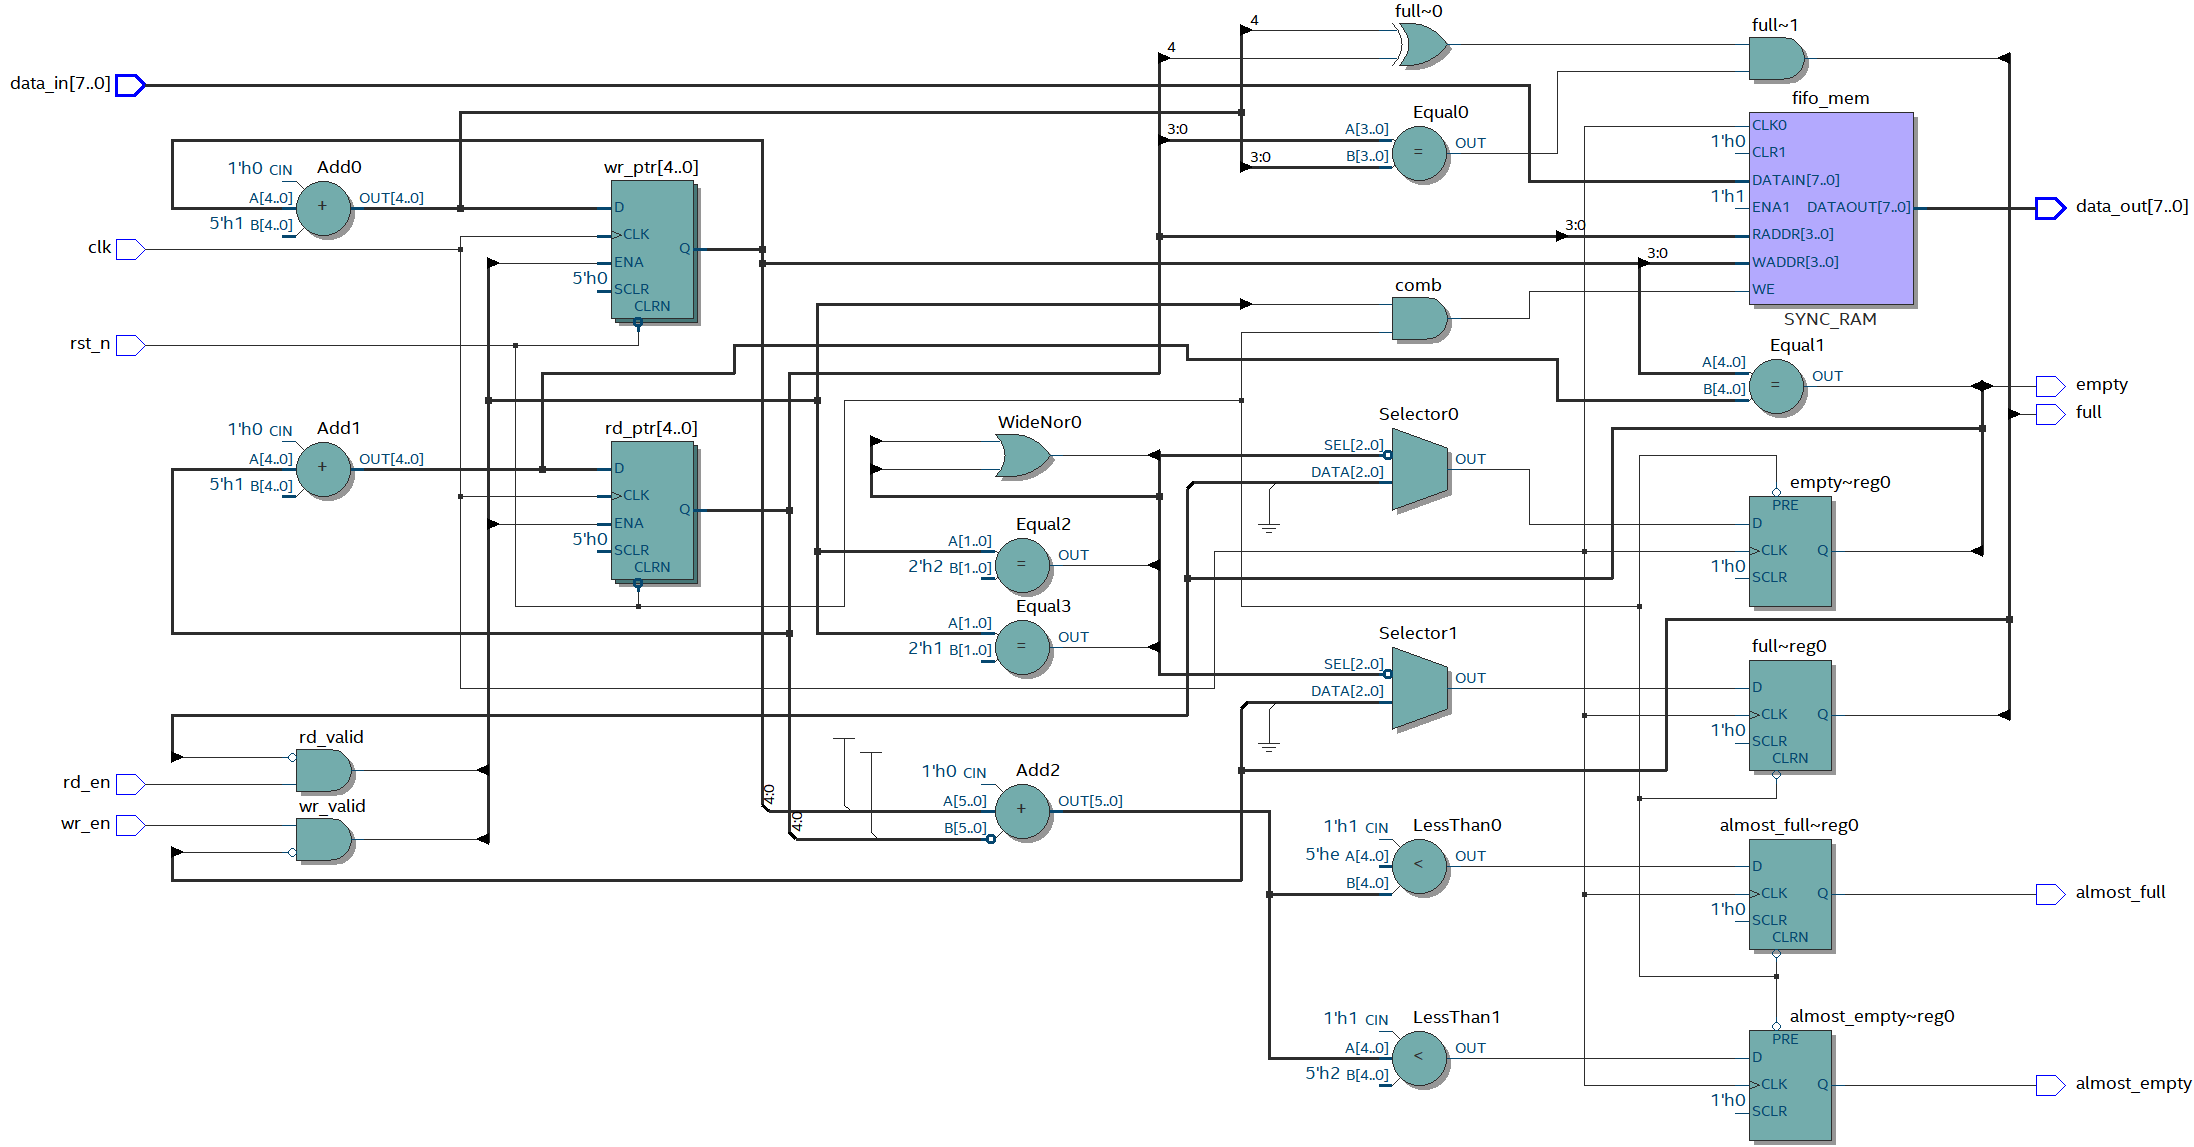 full~0
4
full~1
4
data_in[7..0]
fifo_mem
Equal0
CLK0
3:0
A[3..0]
1'h0
OUT
=
CLR1
3:0
B[3..0]
Add0
wr_ptr[4..0]
1'h0 CIN
DATAIN[7..0]
1'h1
A[4..0]
OUT[4..0]
+
D
ENA1
DATAOUT[7..0]
data_out[7..0]
5'h1 B[4..0]
3:0
RADDR[3..0]
CLK
clk
Q
3:0
WADDR[3..0]
ENA
5'h0
SCLR
comb
WE
CLRN
SYNC_RAM
rst_n
Equal1
A[4..0]
OUT
=
B[4..0]
empty
full
Selector0
WideNor0
Add1
rd_ptr[4..0]
1'h0 CIN
SEL[2..0]
A[4..0]
OUT[4..0]
OUT
+
D
DATA[2..0]
5'h1 B[4..0]
empty~reg0
CLK
PRE
Q
Equal2
ENA
D
5'h0
A[1..0]
SCLR
OUT
CLK
Q
=
2'h2 B[1..0]
1'h0
CLRN
SCLR
Equal3
A[1..0]
OUT
Selector1
=
2'h1 B[1..0]
full~reg0
SEL[2..0]
OUT
D
DATA[2..0]
CLK
Q
1'h0
rd_valid
SCLR
CLRN
Add2
1'h0 CIN
rd_en
4:0
A[5..0]
OUT[5..0]
+
wr_valid
wr_en
4:0
B[5..0]
1'h1 CIN
LessThan0
almost_full~reg0
5'he A[4..0]
OUT
<
D
B[4..0]
CLK
Q
almost_full
1'h0
SCLR
CLRN
1'h1 CIN
LessThan1
almost_empty~reg0
PRE
A[4..0]
OUT
<
D
5'h2 B[4..0]
CLK
Q
almost_empty
1'h0
SCLR